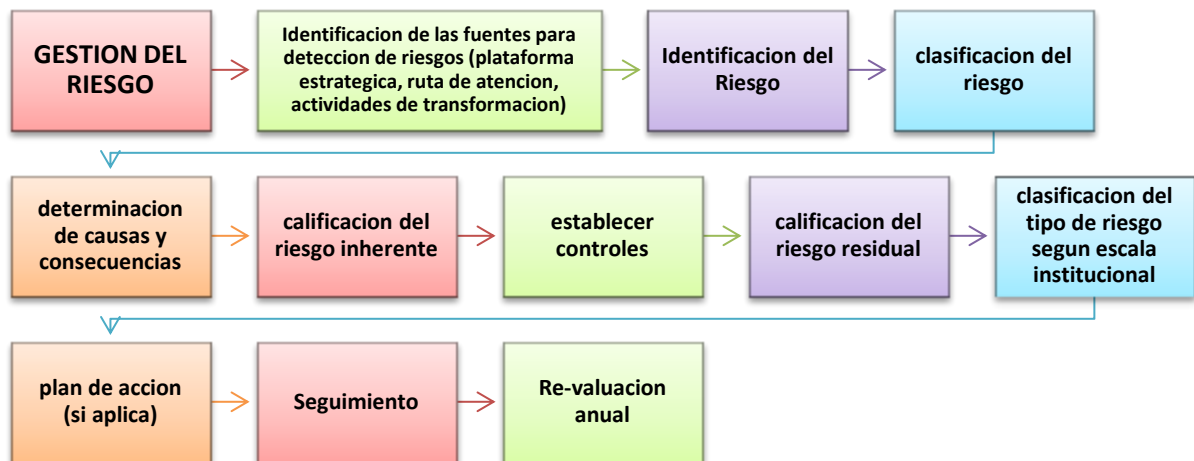 GESTION DEL
RIESGO
Identificacion de las fuentes para
deteccion de riesgos (plataforma
estrategica, ruta de atencion,
actividades de transformacion)
Identificacion del
Riesgo
clasificacion del
riesgo
determinacion
de causas y
consecuencias
calificacion del
riesgo inherente
establecer
controles
calificacion del
riesgo residual
clasificacion del
tipo de riesgo
segun escala
institucional
plan de accion
(si aplica)
Seguimiento
Re-valuacion
anual